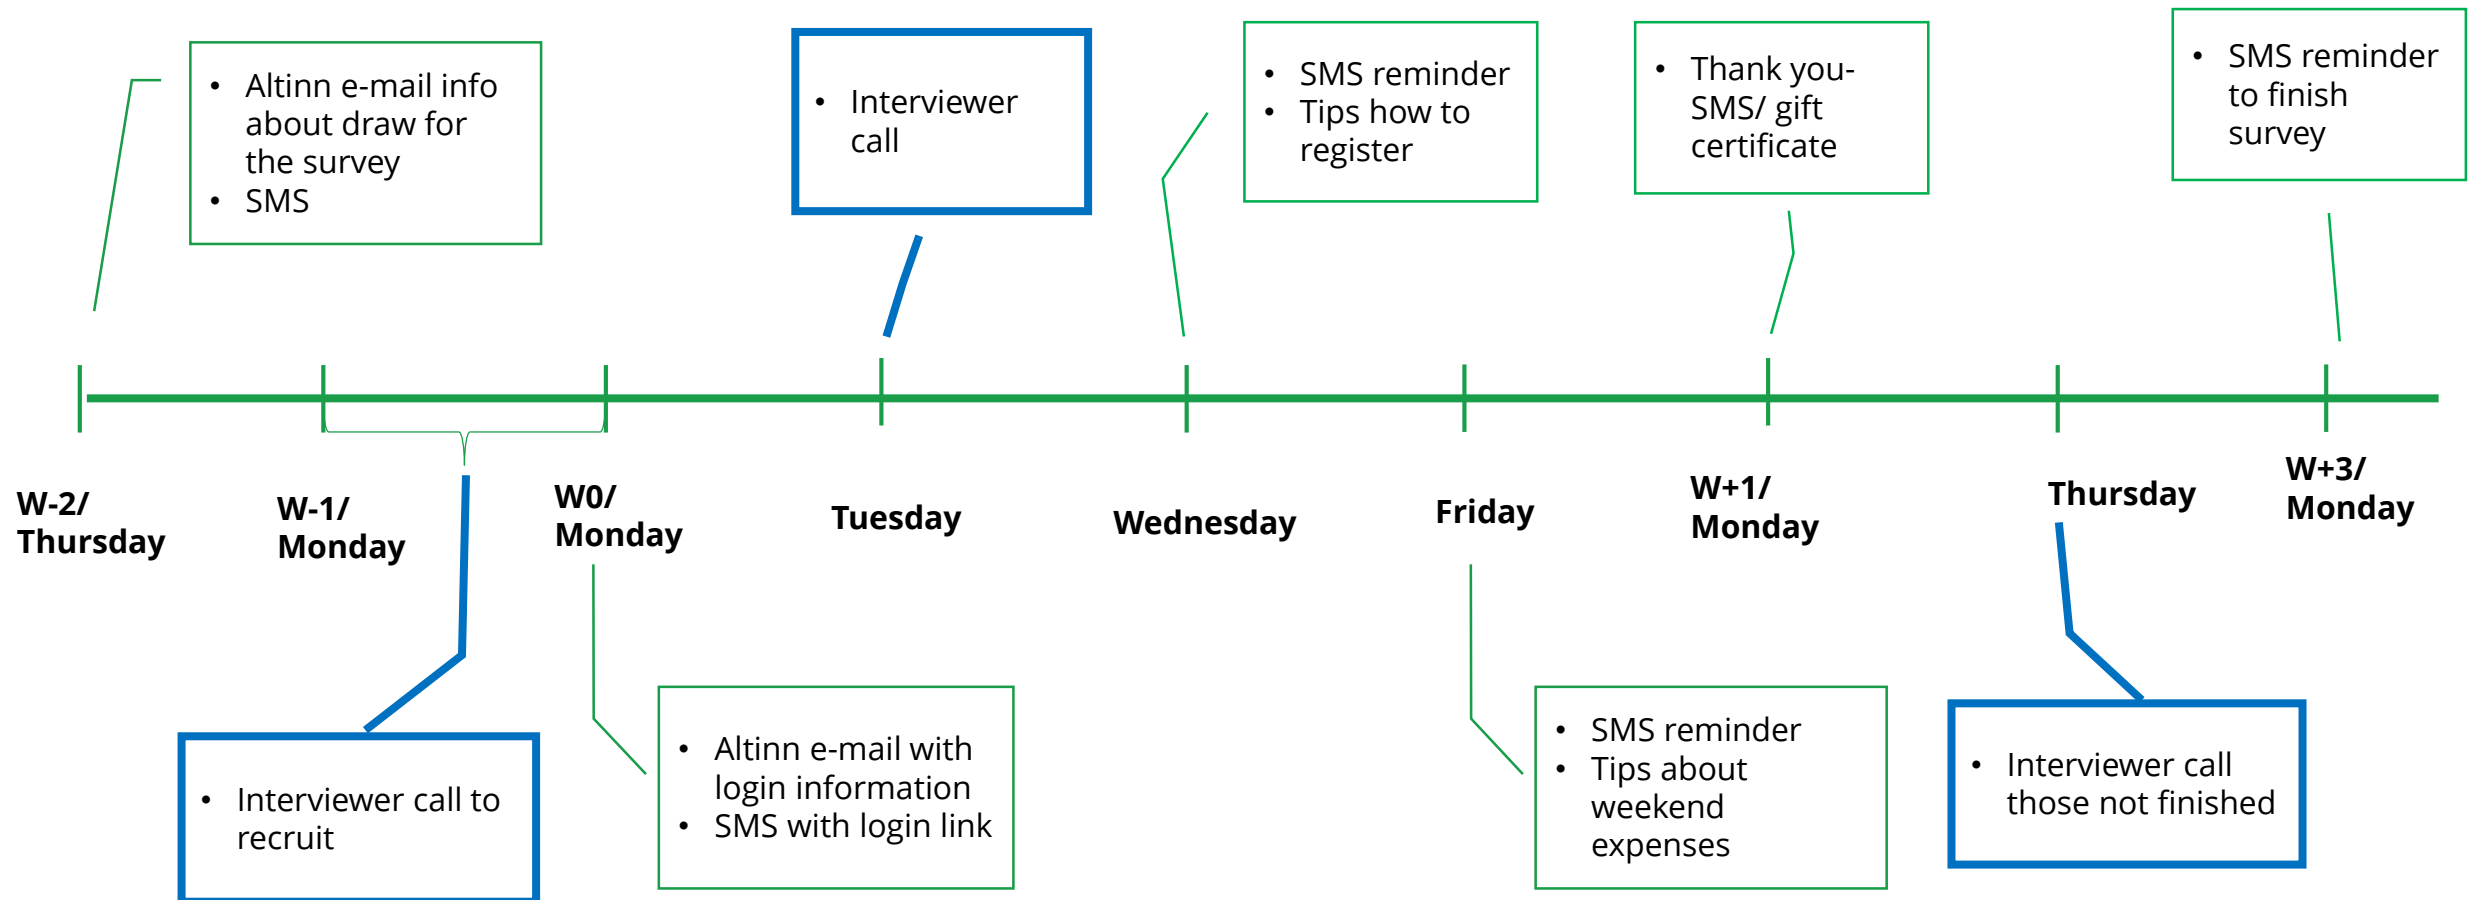 • Altinn e-mail info
about draw for
the survey
• SMS
• Interviewer
call
• SMS reminder
• Tips how to
register
• Thank you-
SMS/ gift
certificate
• SMS reminder
to finish
survey
W-2/
Thursday
W-1/
Monday
W0/
Monday
Tuesday
Wednesday
Friday
W+1/
Monday
Thursday
W+3/
Monday
• Interviewer call to
recruit
• Altinn e-mail with
login information
• SMS with login link
• SMS reminder
• Tips about
weekend
expenses
• Interviewer call
those not finished